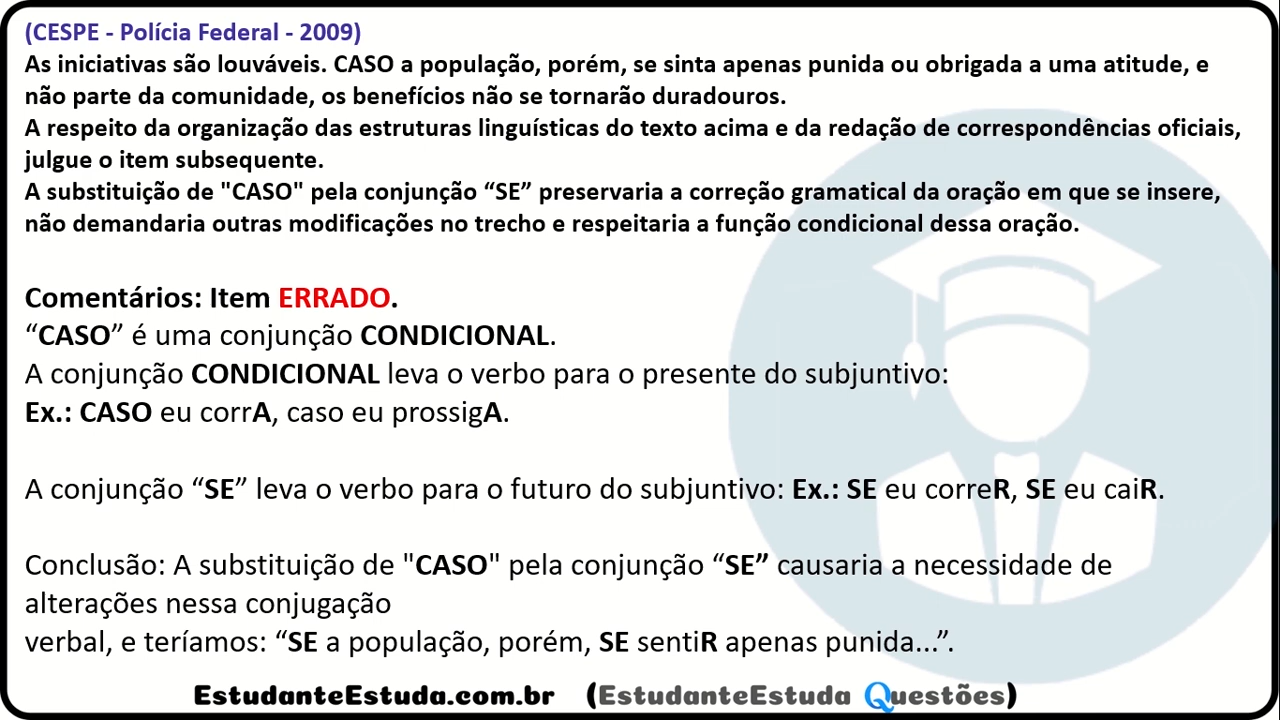 (CESPE - Polícia Federal - 2009)
As iniciativas são louváveis. CASO a população, porém, se sinta apenas punida ou obrigada a uma atitude, e
não parte da comunidade, os benefícios não se tornarão duradouros.
A respeito da organização das estruturas linguísticas do texto acima e da redação de correspondências oficiais,
julgue o item subsequente.
A substituição de "CASO" pela conjunção “SE” preservaria a correção gramatical da oração em que se insere,
não demandaria outras modificações no trecho e respeitaria a função condicional dessa oração.
Comentários: Item ERRADO.
“CASO” é uma conjunção CONDICIONAL.
A conjunção CONDICIONAL leva o verbo para o presente do subjuntivo:
Ex.: CASO eu corrA, caso eu prossigA.
A conjunção “SE” leva o verbo para o futuro do subjuntivo: Ex.: SE eu correR, SE eu caiR.
Conclusão: A substituição de "CASO" pela conjunção “SE” causaria a necessidade de
alterações nessa conjugação
verbal, e teríamos: “SE a população, porém, SE sentiR apenas punida...”.
EstudanteEstuda.com.br (EstudanteEstuda Questões)